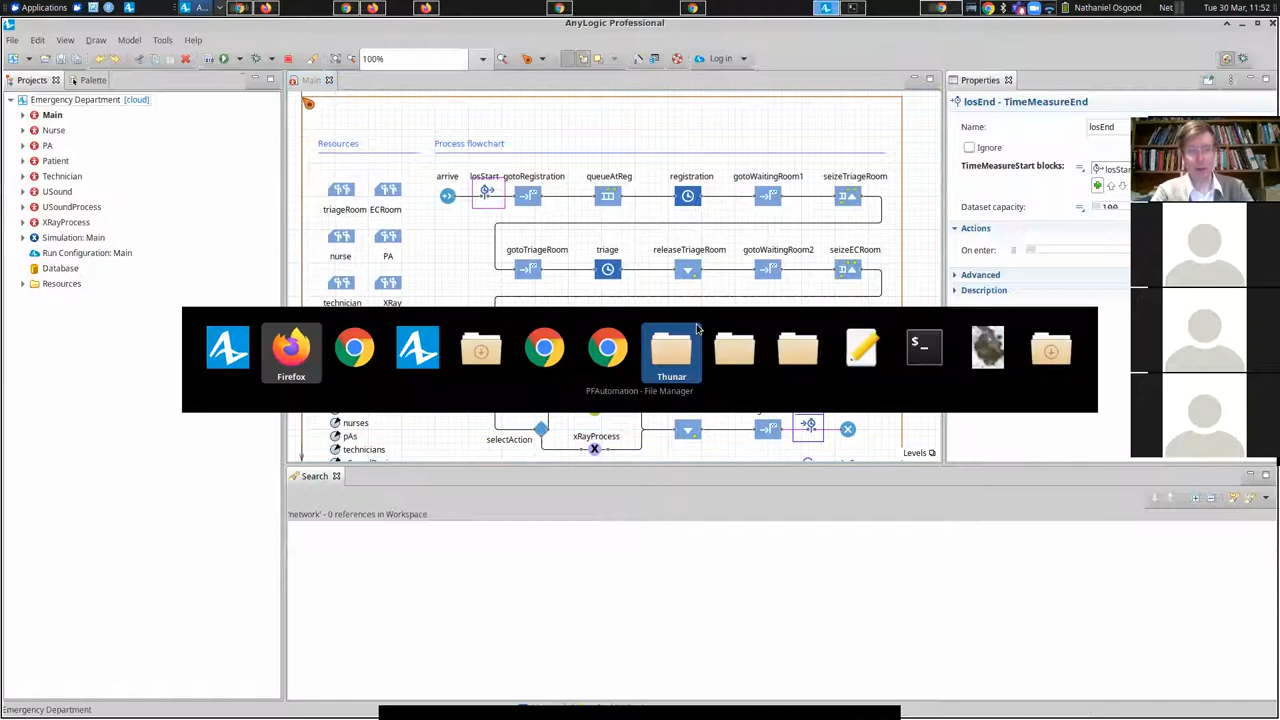 Applications
A...
Nathaniel Osgood
Net
Tue 30 Mar, 11:52
AnyLogic Professional
File Edit View Draw Model Tools Help
100%
Log in
Projects
Palette
Main
Properties
Emergency Department [cloud]
Main
Nurse
PA
Patient
Technician
USound
USoundProcess
XRayProcess
Simulation: Main
Run Configuration: Main
Database
Resources
Resources
Process flowchart
arrive
losStart
gotoRegistration
queueAtReg
registration
gotoWaitingRoom1
seizeTriageRoom
triageRoom
ECRoom
gotoTriageRoom
triage
releaseTriageRoom
gotoWaitingRoom2
seizeECRoom
nurse
PA
technician
XRay
losEnd - TimeMeasureEnd
Name:
losEnd
Ignore
TimeMeasureStart blocks:
losStar
Dataset capacity:
100
Actions
On enter:
Advanced
Description
Firefox
Thunar
PFAutomation - File Manager
nurses
pAs
technicians
selectAction
xRayProcess
Levels
Search
'network' - 0 references in Workspace
Emergency Department